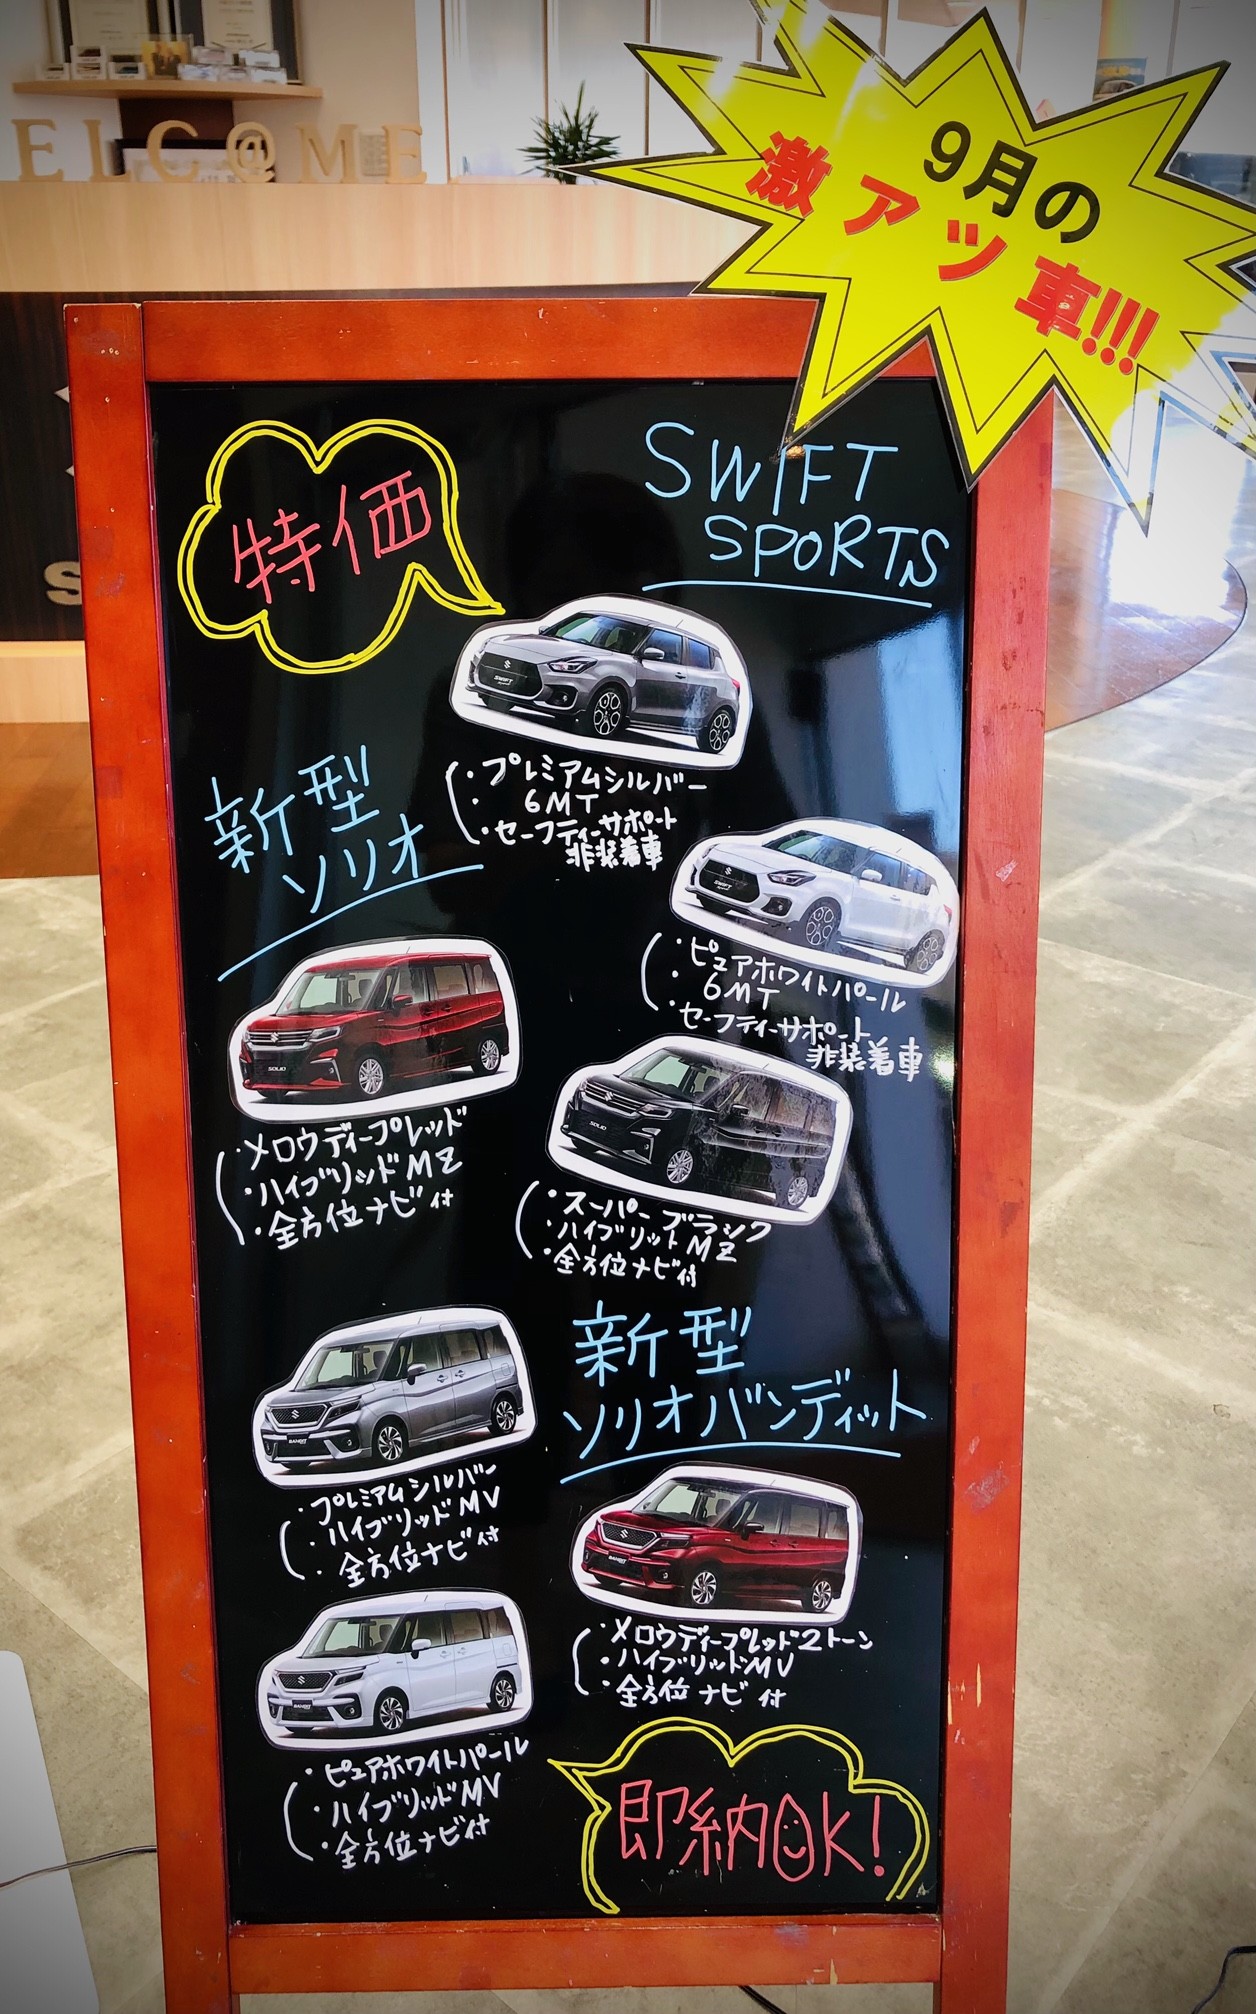 ELC@ME
9月の
激アツ車!!!
特価
SWIFT
SPORTS
・プレミアムシルバー
・6MT
・セーフティーサポート
非装着車
新型
ソリオ
・ピュアホワイトパール
・6MT
・セーフティーサポート
非装着車
・メロウディープレッド
・ハイブリッドMZ
・全方位ナビ付
・スーパーブラック
・ハイブリットMZ
・全方位ナビ付
新型
ソリオバンディット
・プレミアムシルバー
・ハイブリッドMV
・全方位ナビ付
・メロウディープレッド2トーン
・ハイブリッドMV
・全方位ナビ付
・ピュアホワイトパール
・ハイブリッドMV
・全方位ナビ付
即納OK!
SWIFT
SWIFT
SOLIO
SOLIO
BANDIT
BANDIT
BANDIT
S